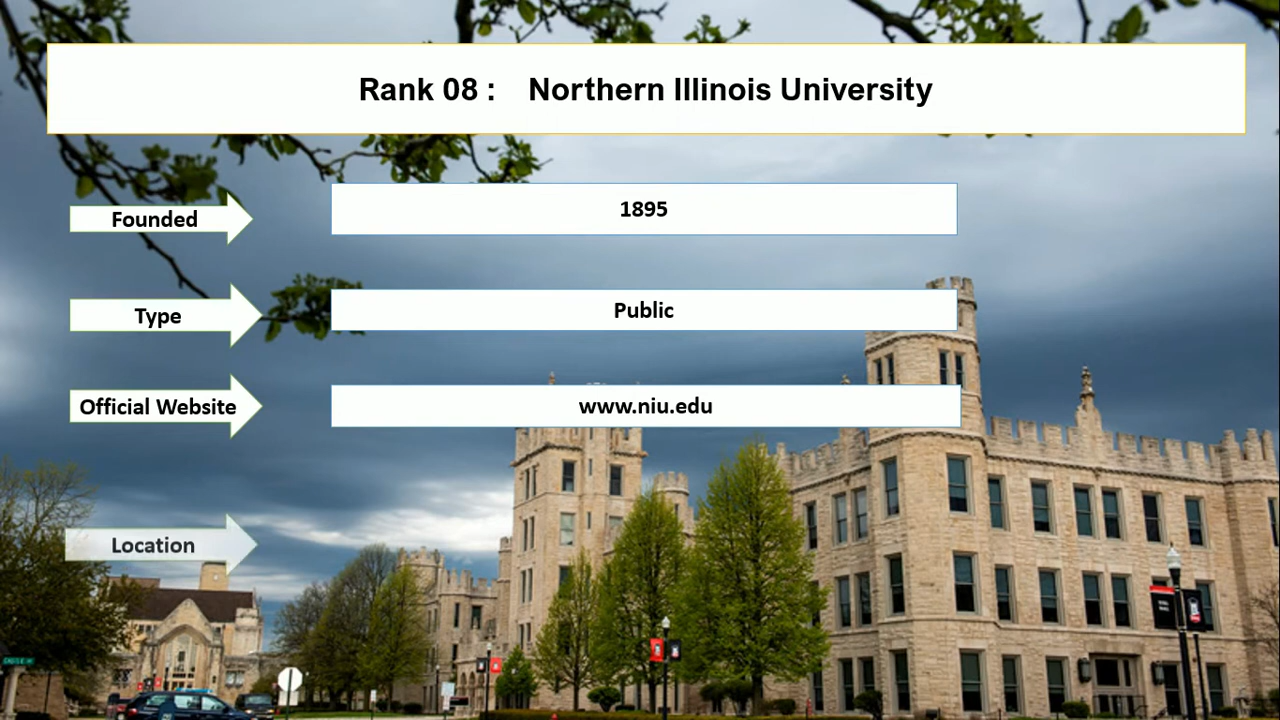 Rank 08 : Northern Illinois University
Founded
1895
Type
Public
Official Website
www.niu.edu
Location